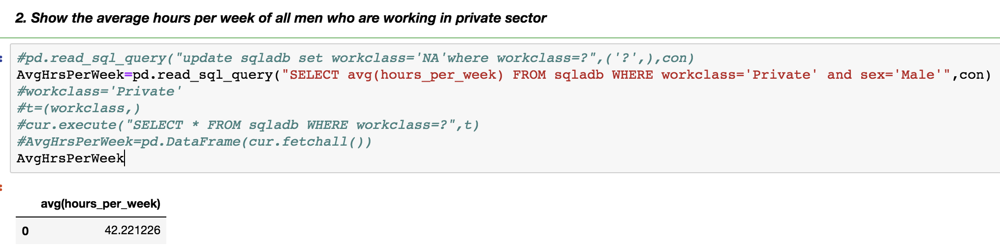 2. Show the average hours per week of all men who are working in private sector
#pd.read_sql_query("update sqladb set workclass='NA'where workclass=?",('?',),con)
AvgHrsPerWeek=pd.read_sql_query("SELECT avg(hours_per_week) FROM sqladb WHERE workclass='Private' and sex='Male'",con)
#workclass='Private'
#t=(workclass,)
#cur.execute("SELECT * FROM sqladb WHERE workclass=?",t)
#AvgHrsPerWeek=pd.DataFrame(cur.fetchall())
AvgHrsPerWeek
avg(hours_per_week)
0 42.221226